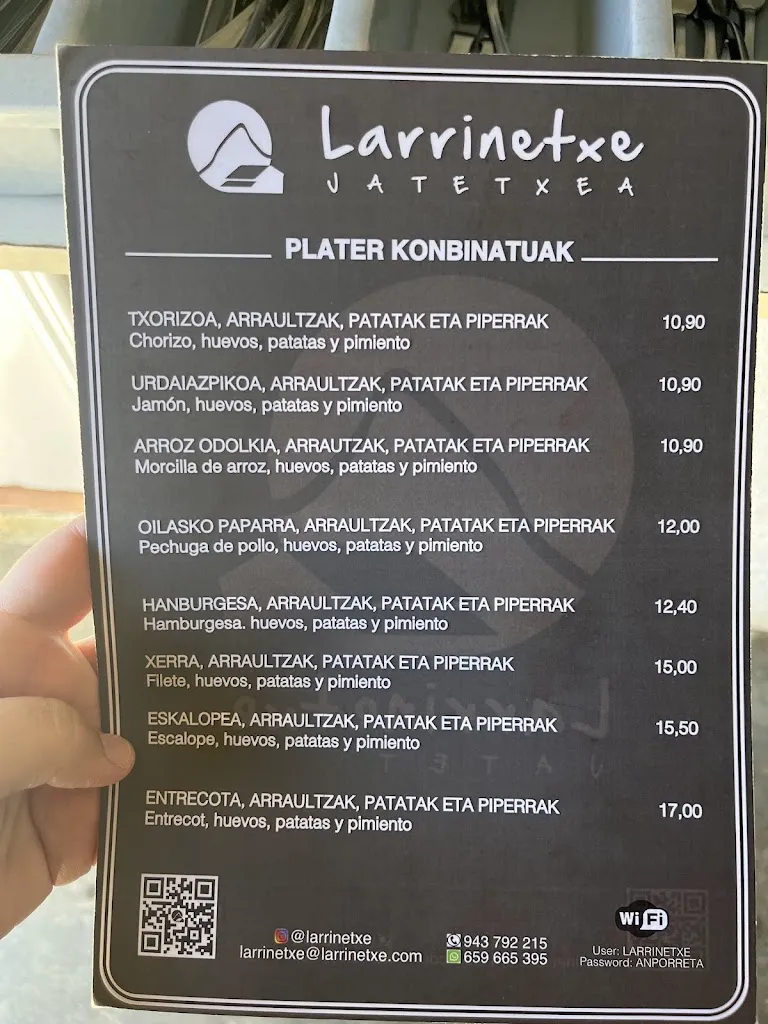 Larrinetxe
JATETXEA
PLATER KONBINATUAK
TXORIZOA, ARRAULTZAK, PATATAK ETA PIPERRAK 10,90
Chorizo, huevos, patatas y pimiento
URDAIAZPIKOA, ARRAULTZAK, PATATAK ETA PIPERRAK 10,90
Jamón, huevos, patatas y pimiento
ARROZ ODOLKIA, ARRAUTZAK, PATATAK ETA PIPERRAK 10,90
Morcilla de arroz, huevos, patatas y pimiento
OILASKO PAPARRA, ARRAULTZAK, PATATAK ETA PIPERRAK 12,00
Pechuga de pollo, huevos, patatas y pimiento
HANBURGESA, ARRAULTZAK, PATATAK ETA PIPERRAK 12,40
Hamburgesa. huevos, patatas y pimiento
XERRA, ARRAULTZAK, PATATAK ETA PIPERRAK 15,00
Filete, huevos, patatas y pimiento
ESKALOPEA, ARRAULTZAK, PATATAK ETA PIPERRAK 15,50
Escalope, huevos, patatas y pimiento
ENTRECOTA, ARRAULTZAK, PATATAK ETA PIPERRAK 17,00
Entrecot, huevos, patatas y pimiento
@larrinetxe
larrinetxe@larrinetxe.com
943 792 215
659 665 395
WiFi
User: LARRINETXE
Password: ANPORRETA